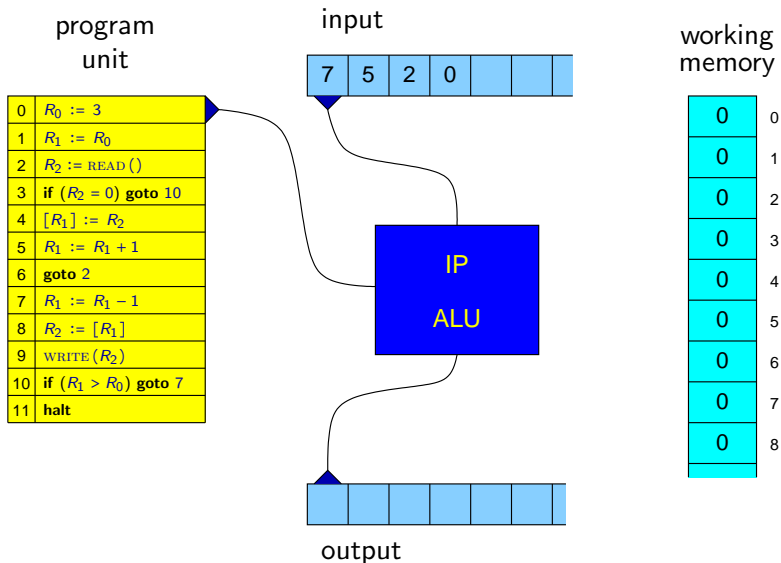 program
unit
0 R0 := 3
1 R1 := R0
2 R2 := READ()
3 if (R2 = 0) goto 10
4 [R1] := R2
5 R1 := R1 + 1
6 goto 2
7 R1 := R1 − 1
8 R2 := [R1]
9 WRITE(R2)
10 if (R1 > R0) goto 7
11 halt
input
7 5 2 0
IP
ALU
output
working
memory
0 0
0 1
0 2
0 3
0 4
0 5
0 6
0 7
0 8